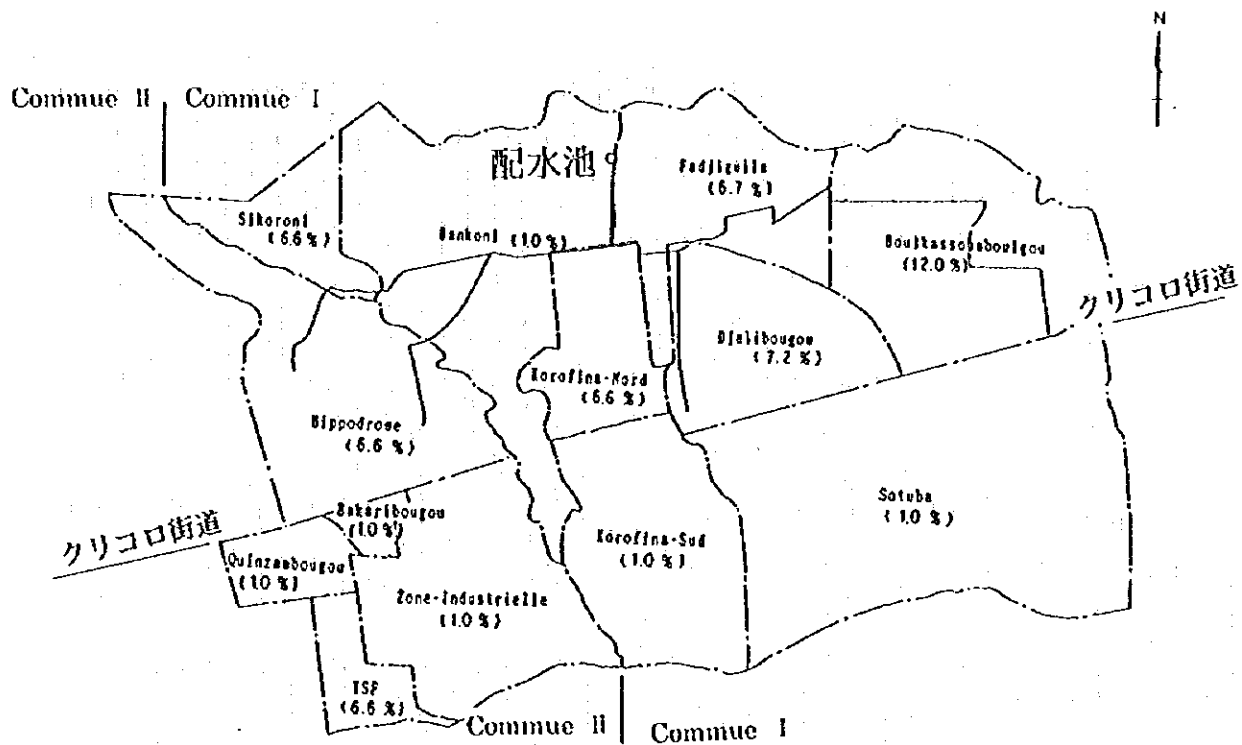 N
Commue II
Commue I
配水池
Fadjiguila
(6.7 %)
Sikoroni
(6.6 %)
Bankoni (1.0 %)
Boulkassoumbougou
(12.0 %)
クリコロ街道
Djelibougou
(7.2 %)
Korofina-Nord
(6.6 %)
Hippodrose
(6.6 %)
Sotuba
(1.0 %)
Bakaribougou
(1.0 %)
クリコロ街道
Korofina-Sud
(1.0 %)
Quinzanbougou
(1.0 %)
Zone-Industrielle
(1.0 %)
TSF
(6.6 %)
Commue II
Commue I